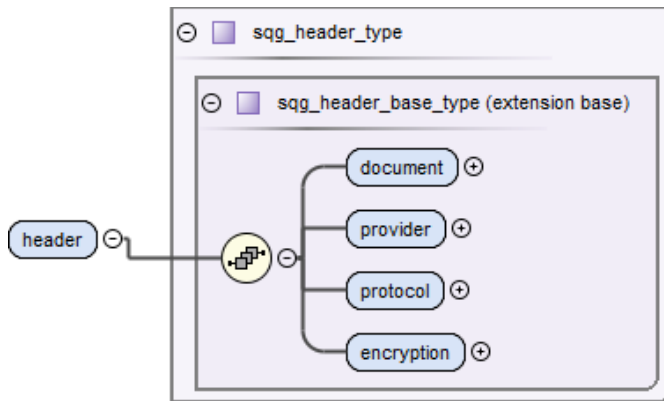 sqg_header_type
sqg_header_base_type (extension base)
document
provider
header
protocol
encryption